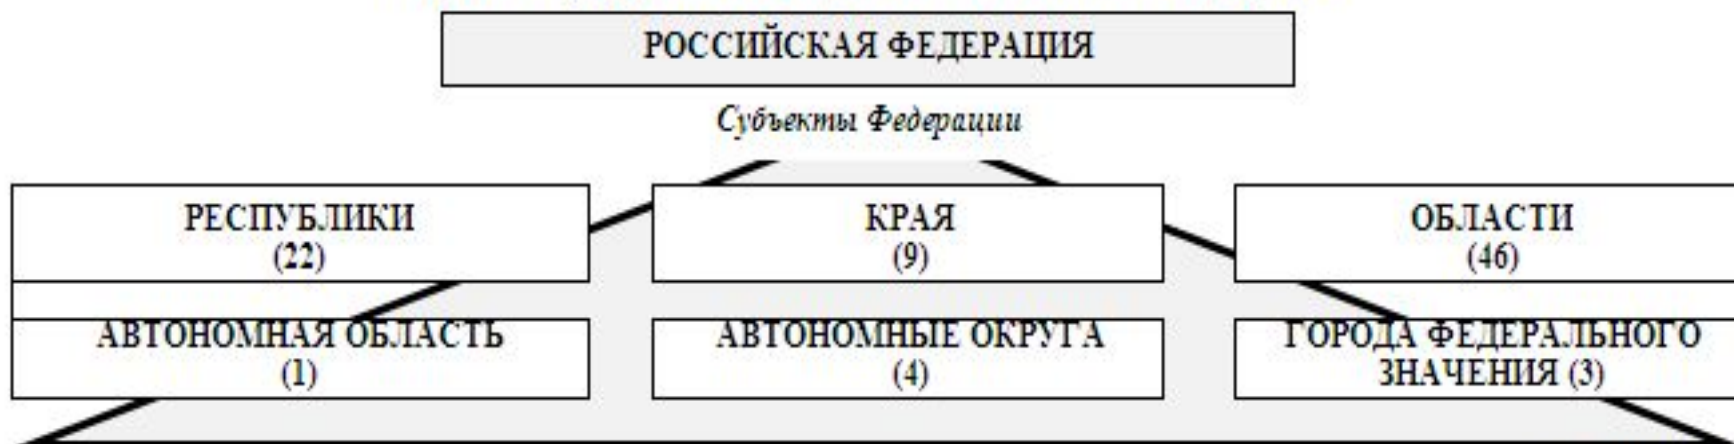 РОССИЙСКАЯ ФЕДЕРАЦИЯ
Субъекты Федерации
РЕСПУБЛИКИ
(22)
КРАЯ
(9)
ОБЛАСТИ
(46)
АВТОНОМНАЯ ОБЛАСТЬ
(1)
АВТОНОМНЫЕ ОКРУГА
(4)
ГОРОДА ФЕДЕРАЛЬНОГО
ЗНАЧЕНИЯ (3)